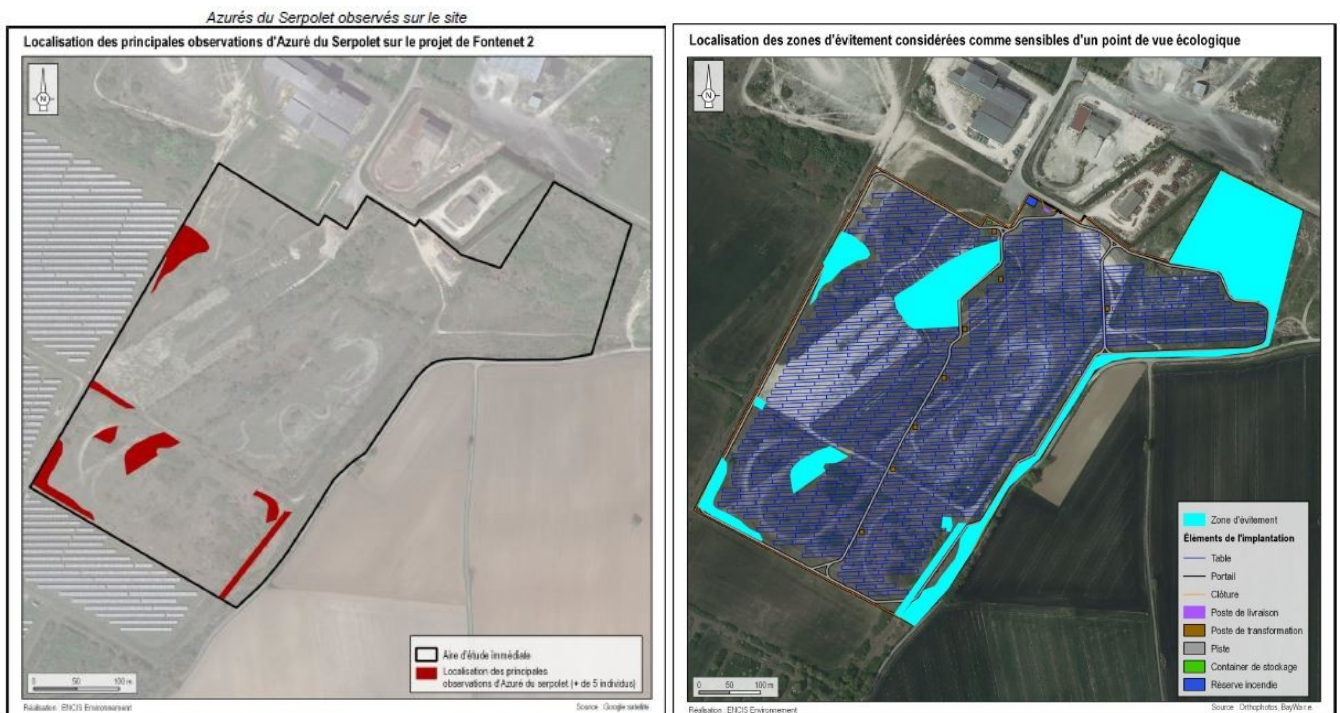 Azurés du Serpolet observés sur le site
Localisation des principales observations d'Azuré du Serpolet sur le projet de Fontenet 2
N
Aire d'étude immédiate
Localisation des principales
observations d'Azuré du serpolet (+ de 5 individus)
0 50 100 m
Réalisation : ENCIS Environnement
Source : Google satellite
Localisation des zones d'évitement considérées comme sensibles d'un point de vue écologique
N
Zone d'évitement
Éléments de l'implantation
Table
Portail
Clôture
Poste de livraison
Poste de transformation
Piste
Container de stockage
Réserve incendie
0 50 100 m
Réalisation : ENCIS Environnement
Source : Orthophotos, BayWa r.e.